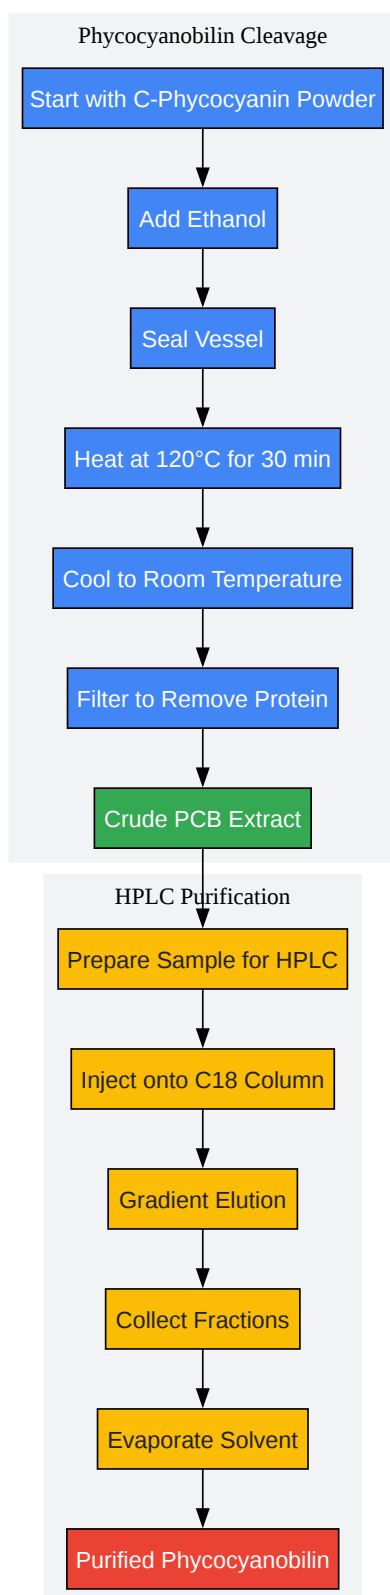 Phycocyanobilin Cleavage
Start with C-Phycocyanin Powder
Add Ethanol
Seal Vessel
Heat at 120°C for 30 min
Cool to Room Temperature
Filter to Remove Protein
Crude PCB Extract
HPLC Purification
Prepare Sample for HPLC
Inject onto C18 Column
Gradient Elution
Collect Fractions
Evaporate Solvent
Purified Phycocyanobilin